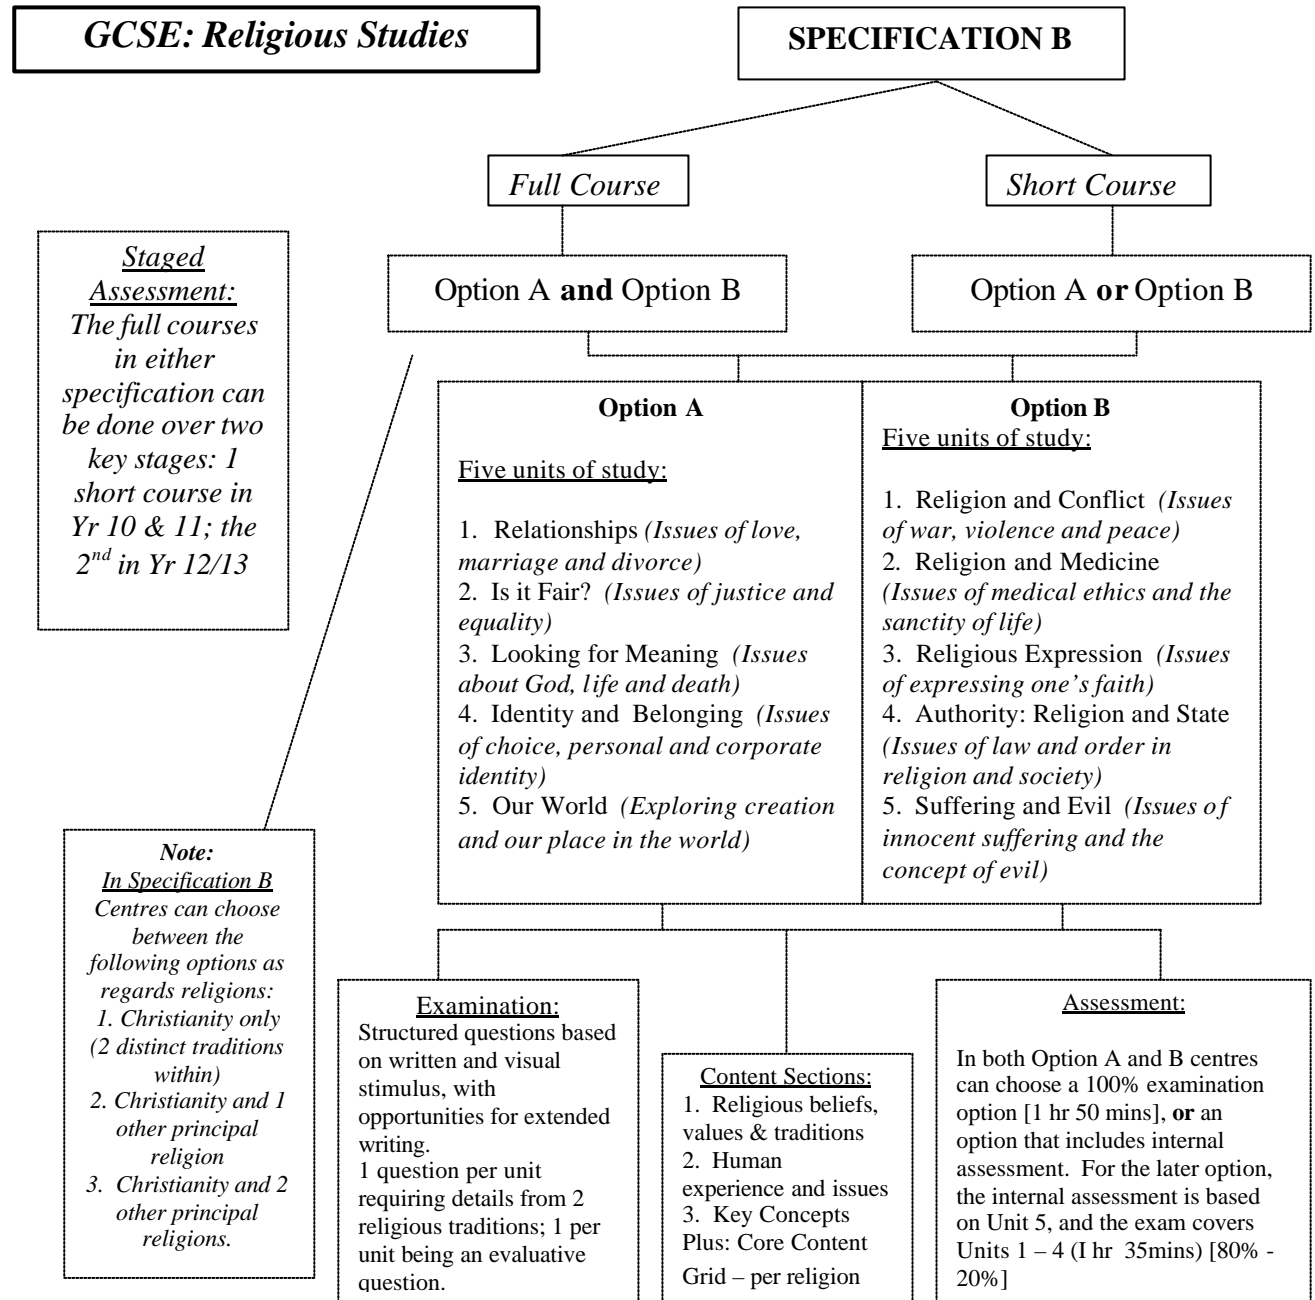 GCSE: Religious Studies
SPECIFICATION B
Full Course
Short Course
Staged
Assessment:
The full courses
in either
specification can
be done over two
key stages: 1
short course in
Yr 10 & 11; the
2nd in Yr 12/13
Option A and Option B
Option A or Option B
Option A
Five units of study:
1. Relationships (Issues of love,
marriage and divorce)
2. Is it Fair? (Issues of justice and
equality)
3. Looking for Meaning (Issues
about God, life and death)
4. Identity and Belonging (Issues
of choice, personal and corporate
identity)
5. Our World (Exploring creation
and our place in the world)
Option B
Five units of study:
1. Religion and Conflict (Issues
of war, violence and peace)
2. Religion and Medicine
(Issues of medical ethics and the
sanctity of life)
3. Religious Expression (Issues
of expressing one's faith)
4. Authority: Religion and State
(Issues of law and order in
religion and society)
5. Suffering and Evil (Issues of
innocent suffering and the
concept of evil)
Note:
In Specification B
Centres can choose
between the
following options as
regards religions:
1. Christianity only
(2 distinct traditions
within)
2. Christianity and 1
other principal
religion
3. Christianity and 2
other principal
religions.
Examination:
Structured questions based
on written and visual
stimulus, with
opportunities for extended
writing.
1 question per unit
requiring details from 2
religious traditions; 1 per
unit being an evaluative
question.
Content Sections:
1. Religious beliefs,
values & traditions
2. Human
experience and issues
3. Key Concepts
Plus: Core Content
Grid – per religion
Assessment:
In both Option A and B centres
can choose a 100% examination
option [1 hr 50 mins], or an
option that includes internal
assessment. For the later option,
the internal assessment is based
on Unit 5, and the exam covers
Units 1 – 4 (I hr 35mins) [80% -
20%]